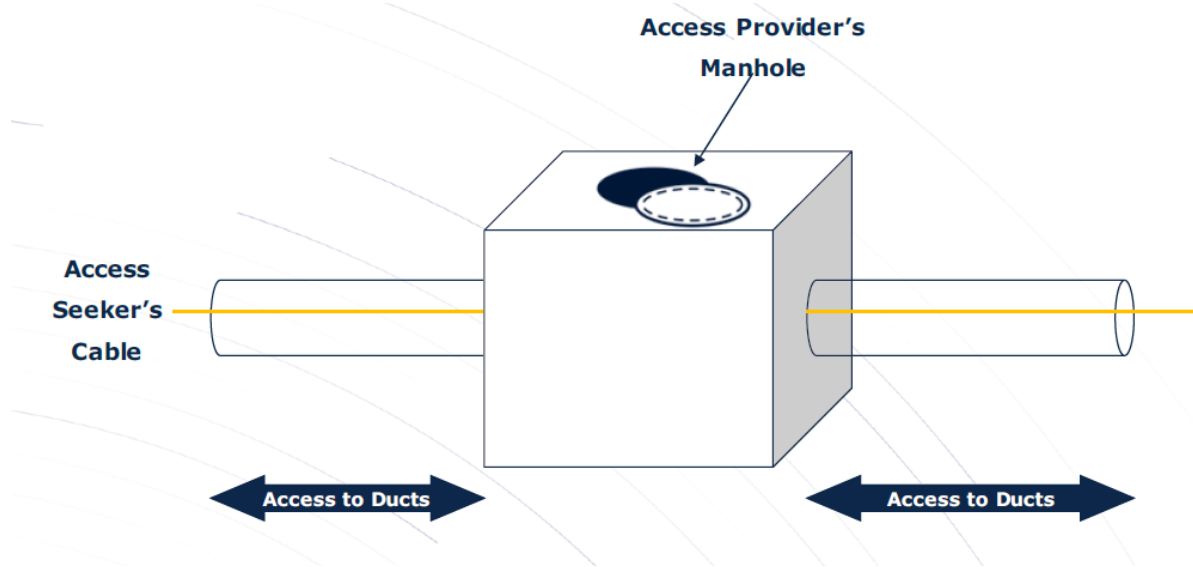 Access Provider's
Manhole
Access
Seeker's
Cable
Access to Ducts
Access to Ducts